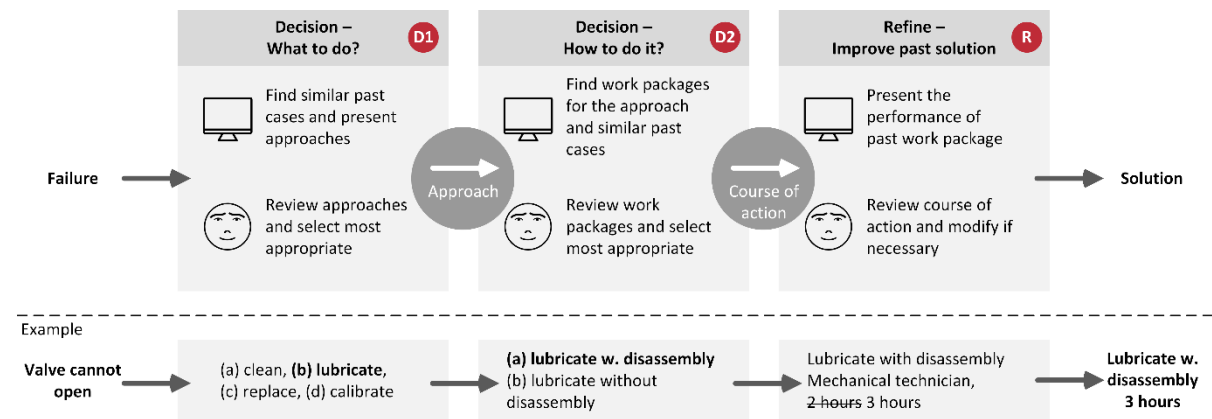 Decision –
What to do?
D1
Decision –
How to do it?
D2
Refine –
Improve past solution
R
Find similar past
cases and present
approaches
Find work packages
for the approach
and similar past
cases
Present the
performance of
past work package
Failure
Approach
Course of
action
Solution
Review approaches
and select most
appropriate
Review work
packages and select
most appropriate
Review course of
action and modify if
necessary
Example
Valve cannot
open
(a) clean, (b) lubricate,
(c) replace, (d) calibrate
(a) lubricate w. disassembly
(b) lubricate without
disassembly
Lubricate with disassembly
Mechanical technician,
2 hours 3 hours
Lubricate w.
disassembly
3 hours